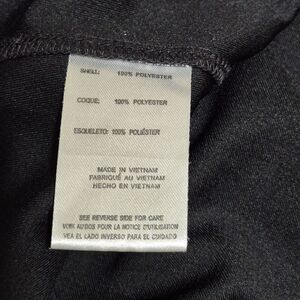 SHELL: 100% POLYESTER
COQUE: 100% POLYESTER
ESQUELETO: 100% POLIÉSTER
MADE IN VIETNAM
FABRIQUÉ AU VIETNAM
HECHO EN VIETNAM
SEE REVERSE SIDE FOR CARE
VOIR AU DOS POUR LA NOTICE D'UTILISATION
VEA EL LADO INVERSO PARA EL CUIDADO